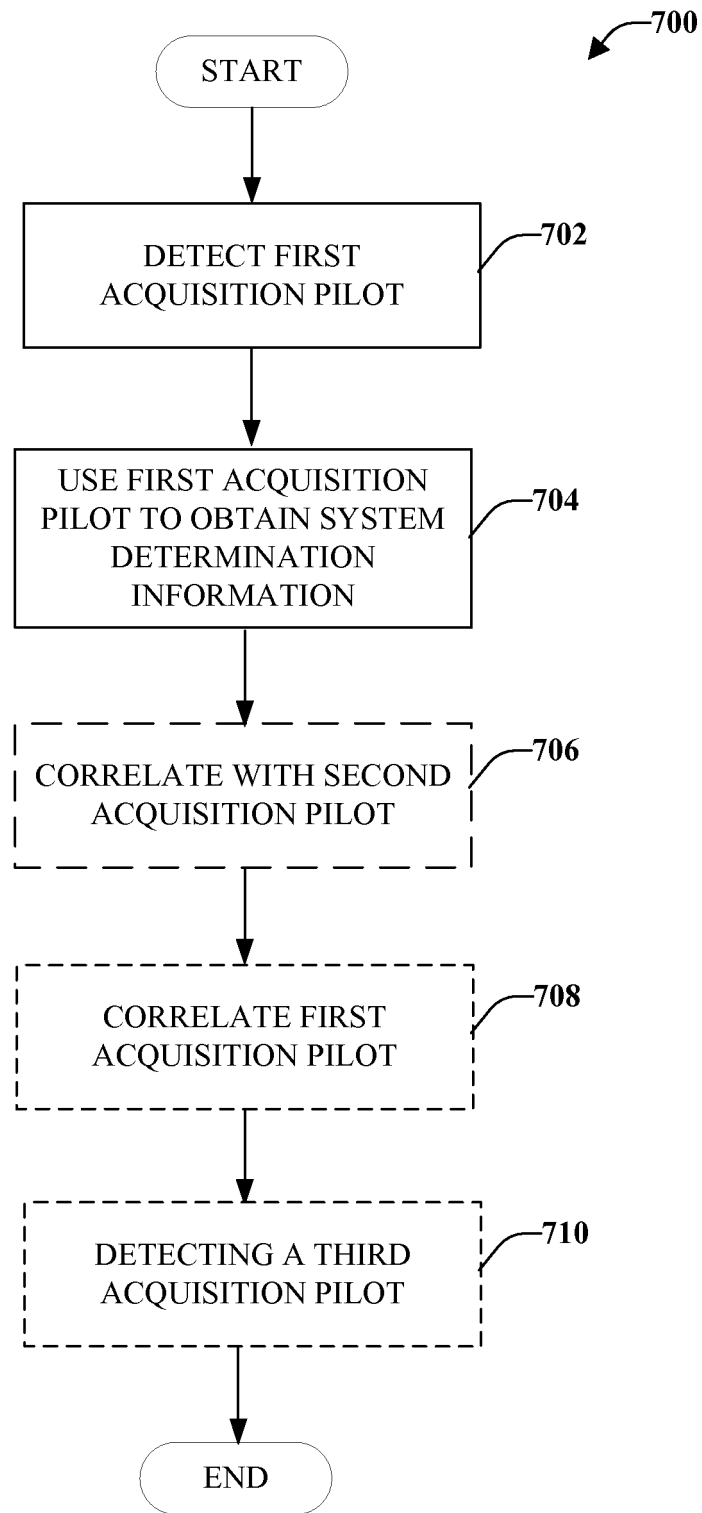 700
START
702
DETECT FIRST
ACQUISITION PILOT
USE FIRST ACQUISITION
PILOT TO OBTAIN SYSTEM
DETERMINATION
INFORMATION
704
706
CORRELATE WITH SECOND
ACQUISITION PILOT
708
CORRELATE FIRST
ACQUISITION PILOT
710
DETECTING A THIRD
ACQUISITION PILOT
END